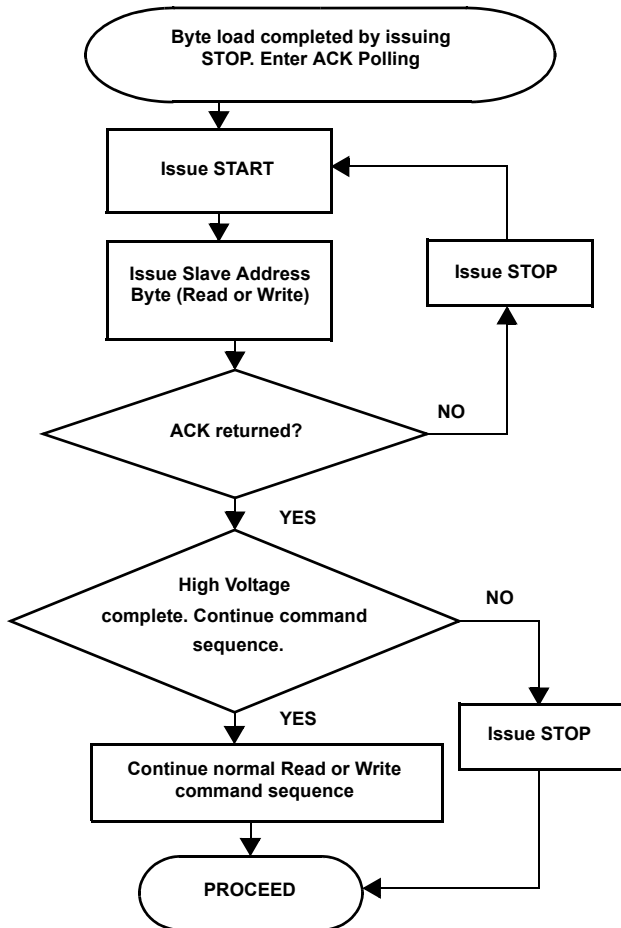 Byte load completed by issuing
STOP. Enter ACK Polling
Issue START
Issue Slave Address
Byte (Read or Write)
Issue STOP
ACK returned?
NO
YES
High Voltage
complete. Continue command
sequence.
NO
YES
Issue STOP
Continue normal Read or Write
command sequence
PROCEED